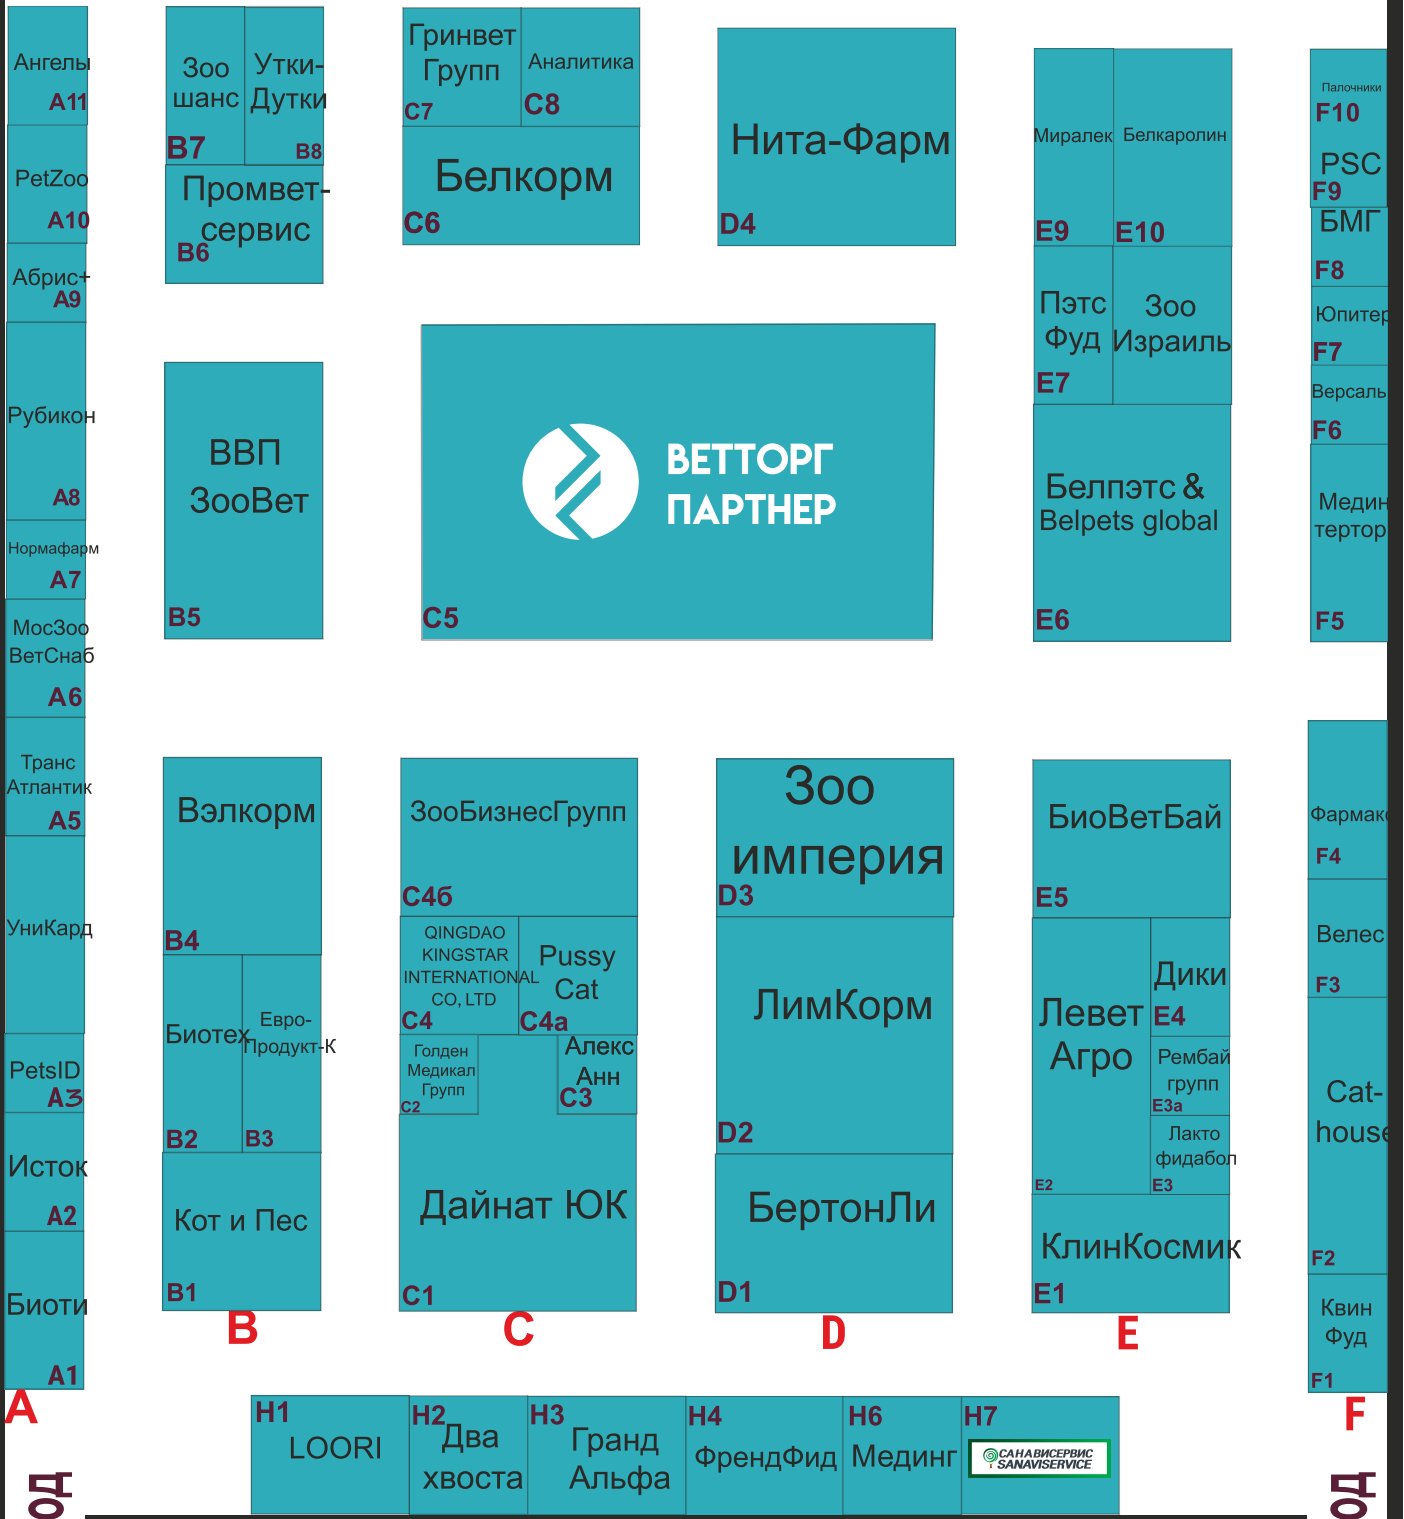 Ангелы
A11
PetZoo
A10
Абрис+
A9
Рубикон
A8
Нормафарм
A7
МосЗоо
ВетСнаб
A6
Транс
Атлантик
A5
УниКард
PetsID
A3
Исток
A2
Биоти
A1
A
Зоо
шанс
B7
Утки-
Дутки
B8
Промвет-
сервис
B6
ВВП
ЗооВет
B5
Вэлкорм
B4
Биотех
B2
Евро-
Продукт-К
B3
Кот и Пес
B1
B
Гринвет
Групп
C7
Аналитика
C8
Белкорм
C6
ВЕТТОРГ
ПАРТНЕР
C5
ЗооБизнесГрупп
C4б
QINGDAO
KINGSTAR
INTERNATIONAL
CO, LTD
C4
Pussy
Cat
C4a
Голден
Медикал
Групп
C2
Алекс
Анн
C3
Дайнат ЮК
C1
C
Нита-Фарм
D4
Зоо
империя
D3
ЛимКорм
D2
БертонЛи
D1
D
Миралек
E9
Белкаролин
E10
Пэтс
Фуд
E7
Зоо
Израиль
Белпэтс &
Belpets global
E6
БиоВетБай
E5
Левет
Агро
E2
Дики
E4
Рембай
групп
E3a
Лакто
фидабол
E3
КлинКосмик
E1
E
Палочники
F10
PSC
F9
БМГ
F8
Юпитер
F7
Версаль
F6
Медин
тертор
F5
Фармак
F4
Велес
F3
Cat-
house
F2
Квин
Фуд
F1
F
H1
LOORI
H2
Два
хвоста
H3
Гранд
Альфа
H4
ФрендФид
H6
Мединг
H7
САНАВИСЕРВИС
SANAVISERVICE
ОД
ОД